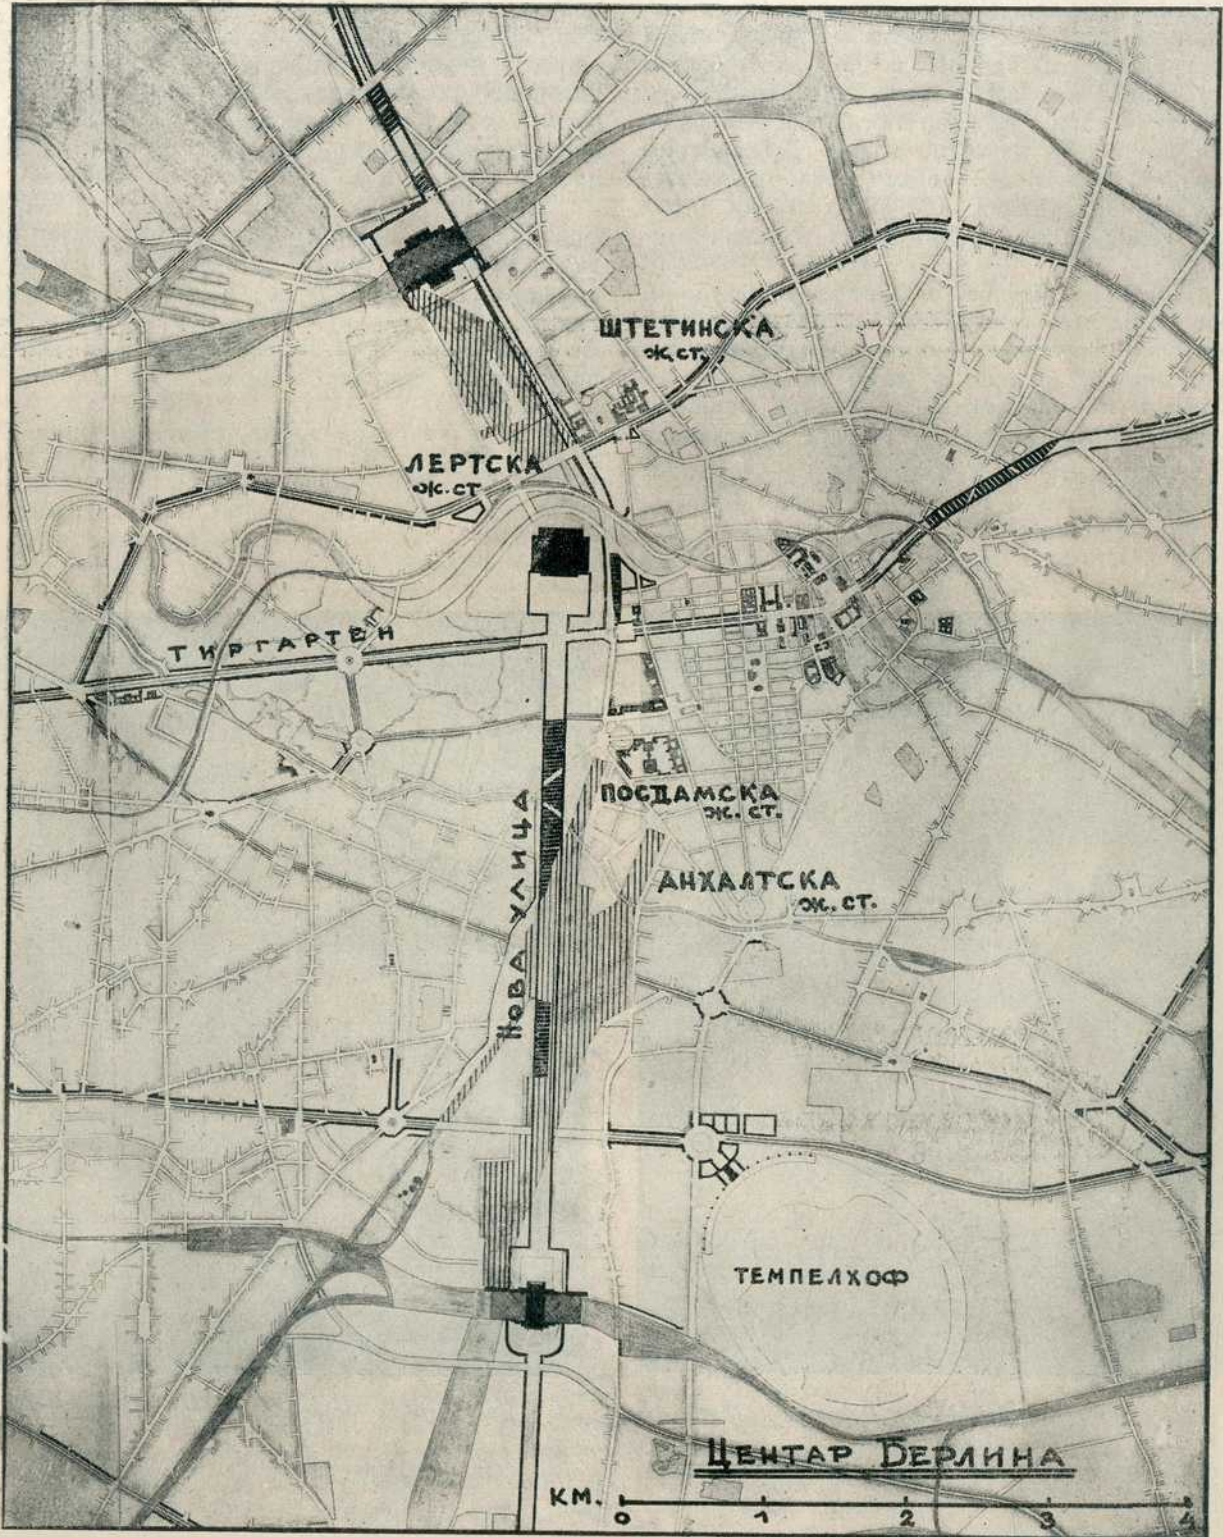 ШТЕТИНСКА
Ж. СТ.
ЛЕРТСКА
Ж. СТ
ТИРГАРТЕН
ПОСДАМСКА
Ж. СТ.
НОВА УЛИЦА
АНХАЛТСКА
Ж. СТ.
ТЕМПЕЛХОФ
ЦЕНТАР БЕРЛИНА
КМ.
0 1 2 3 4